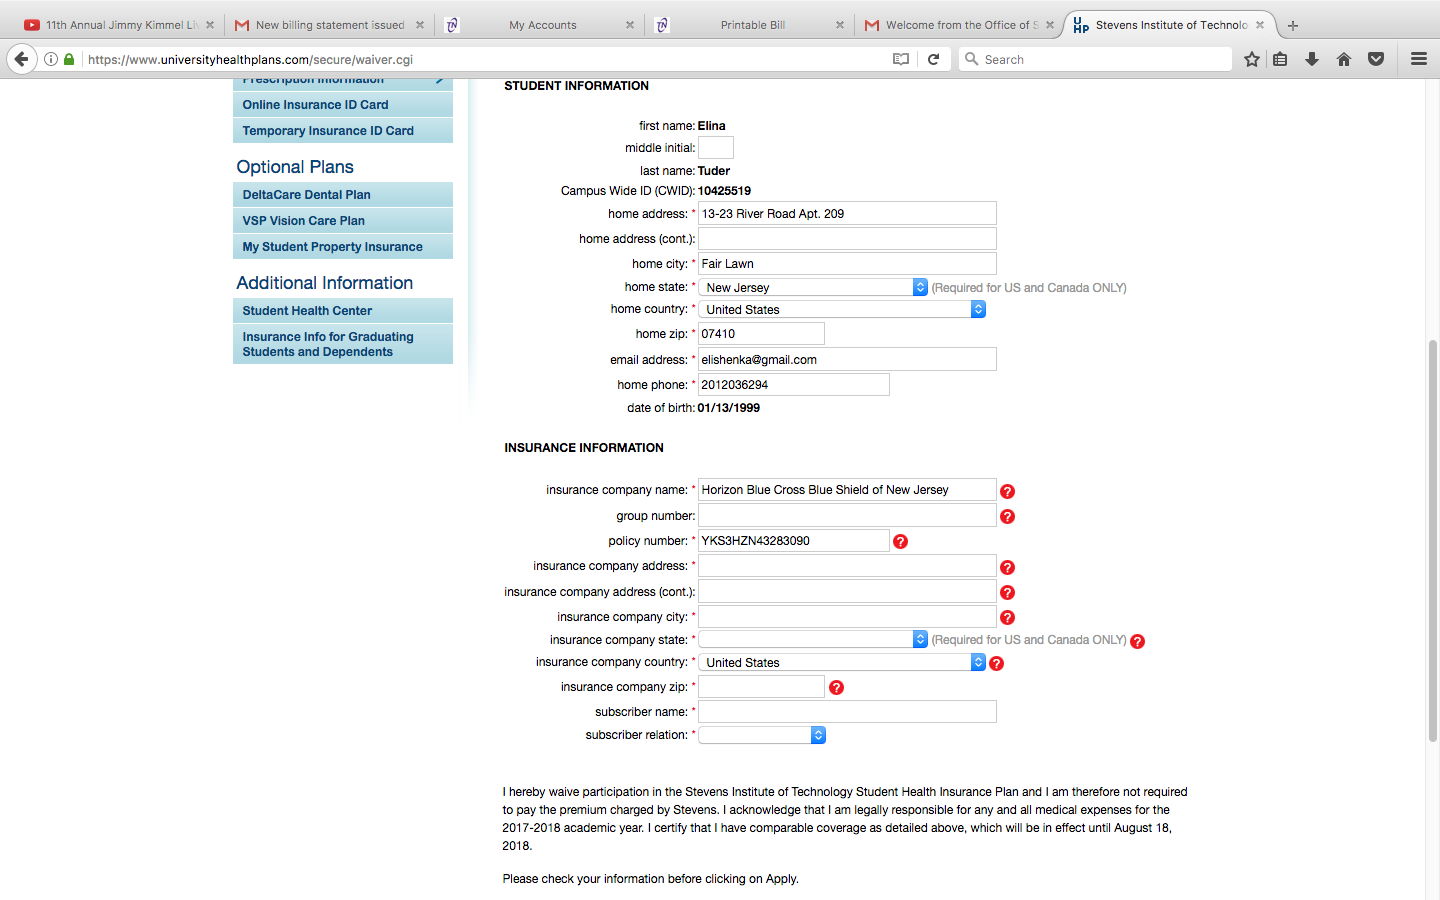 11th Annual Jimmy Kimmel Liv
New billing statement issued
My Accounts
Printable Bill
Welcome from the Office of S
Stevens Institute of Technolo
https://www.universityhealthplans.com/secure/waiver.cgi
Search
Prescription Information
Online Insurance ID Card
Temporary Insurance ID Card
Optional Plans
DeltaCare Dental Plan
VSP Vision Care Plan
My Student Property Insurance
Additional Information
Student Health Center
Insurance Info for Graduating
Students and Dependents
STUDENT INFORMATION
first name: Elina
middle initial:
last name: Tuder
Campus Wide ID (CWID): 10425519
home address: * 13-23 River Road Apt. 209
home address (cont.):
home city: * Fair Lawn
home state: * New Jersey (Required for US and Canada ONLY)
home country: * United States
home zip: * 07410
email address: * elishenka@gmail.com
home phone: * 2012036294
date of birth: 01/13/1999
INSURANCE INFORMATION
insurance company name: * Horizon Blue Cross Blue Shield of New Jersey ?
group number: ?
policy number: * YKS3HZN43283090 ?
insurance company address: * ?
insurance company address (cont.): ?
insurance company city: * ?
insurance company state: * (Required for US and Canada ONLY) ?
insurance company country: * United States ?
insurance company zip: * ?
subscriber name: *
subscriber relation: *
I hereby waive participation in the Stevens Institute of Technology Student Health Insurance Plan and I am therefore not required
to pay the premium charged by Stevens. I acknowledge that I am legally responsible for any and all medical expenses for the
2017-2018 academic year. I certify that I have comparable coverage as detailed above, which will be in effect until August 18,
2018.
Please check your information before clicking on Apply.